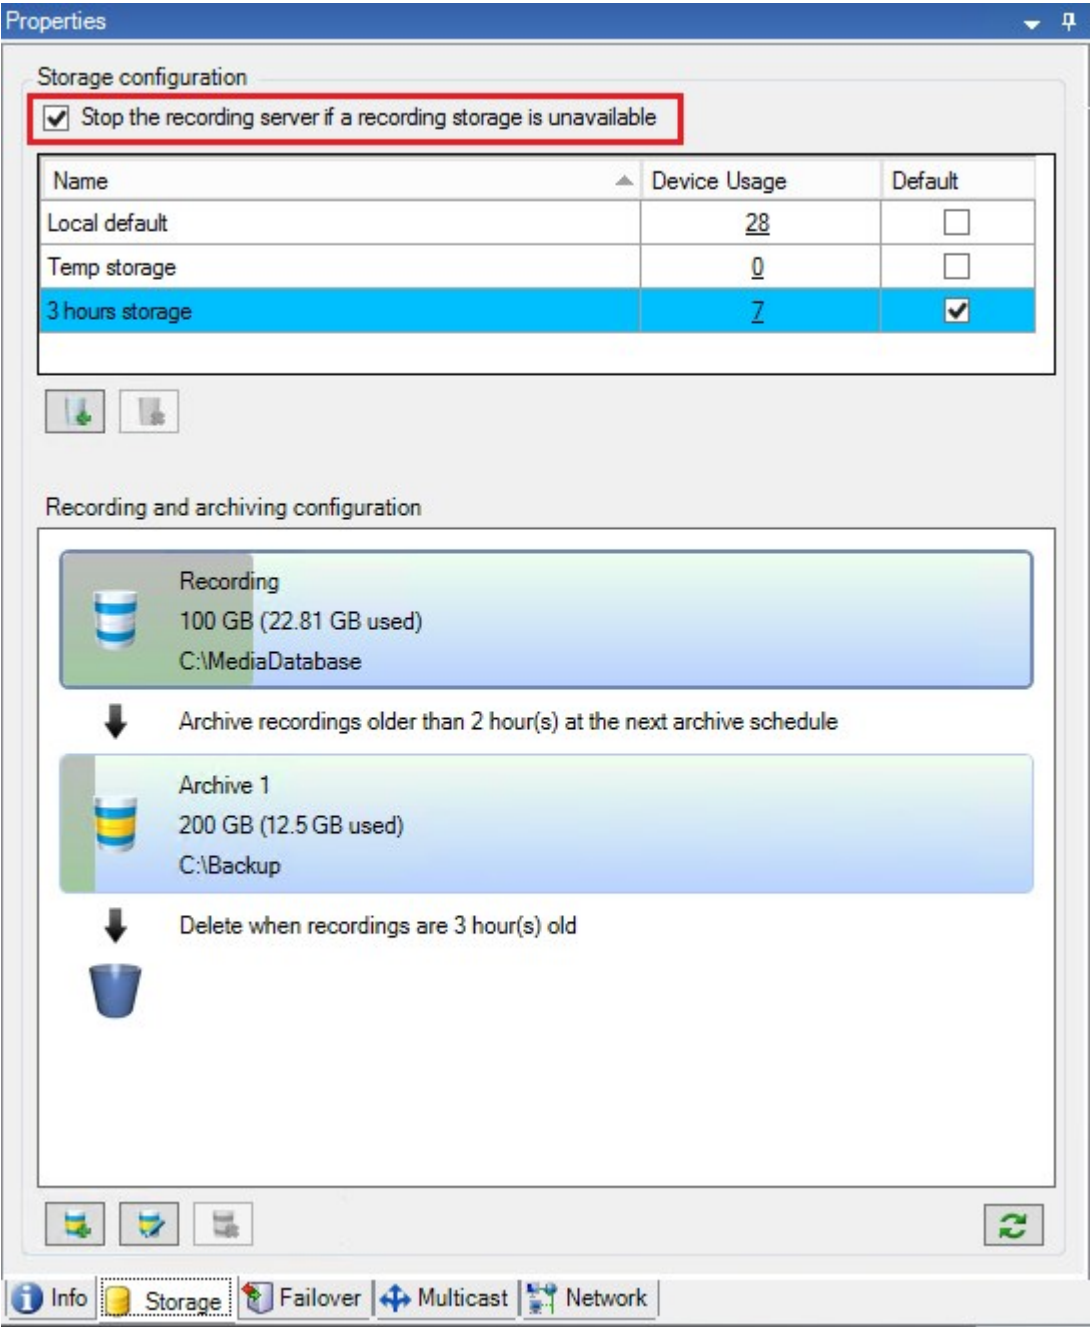 Properties
Storage configuration
Stop the recording server if a recording storage is unavailable
Name Device Usage Default
Local default 28
Temp storage 0
3 hours storage 7
Recording and archiving configuration
Recording
100 GB (22.81 GB used)
C:\MediaDatabase
Archive recordings older than 2 hour(s) at the next archive schedule
Archive 1
200 GB (12.5 GB used)
C:\Backup
Delete when recordings are 3 hour(s) old
Info Storage Failover Multicast Network